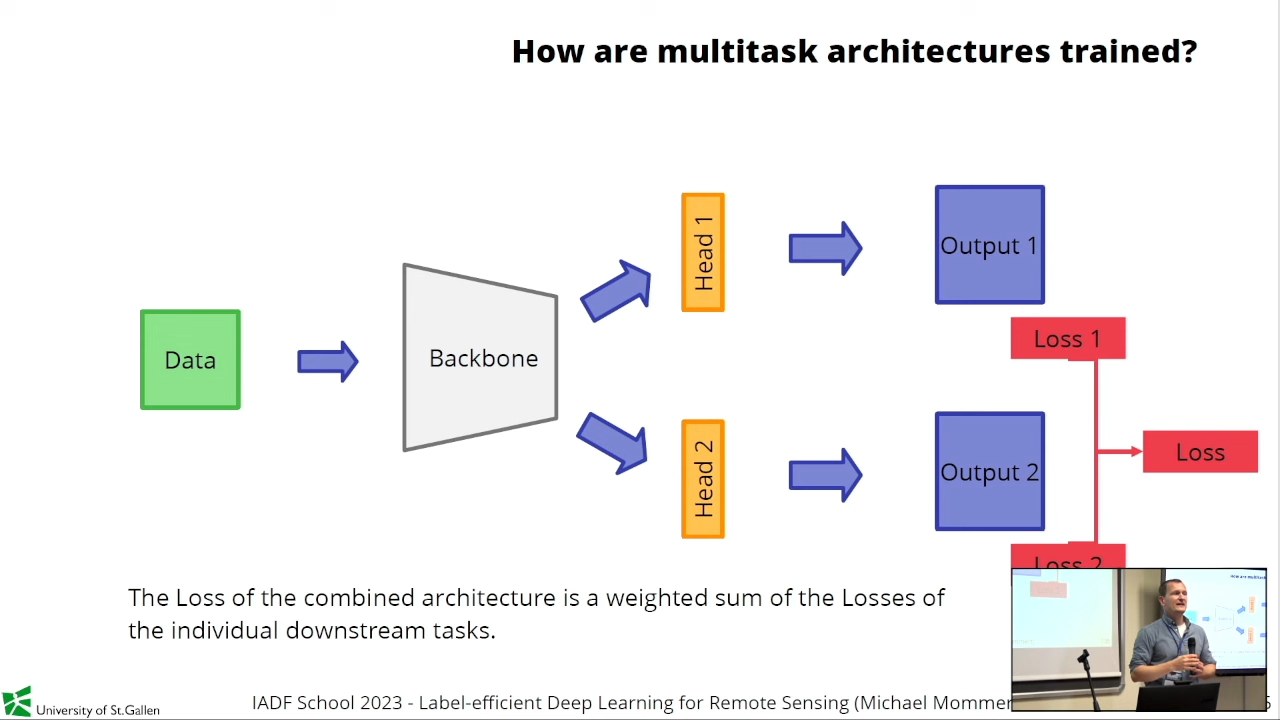 How are multitask architectures trained?
Head 1
Output 1
Loss 1
Data
Backbone
Loss
Head 2
Output 2
Loss 2
The Loss of the combined architecture is a weighted sum of the Losses of
the individual downstream tasks.
University of St.Gallen
IADF School 2023 - Label-efficient Deep Learning for Remote Sensing (Michael Mommer